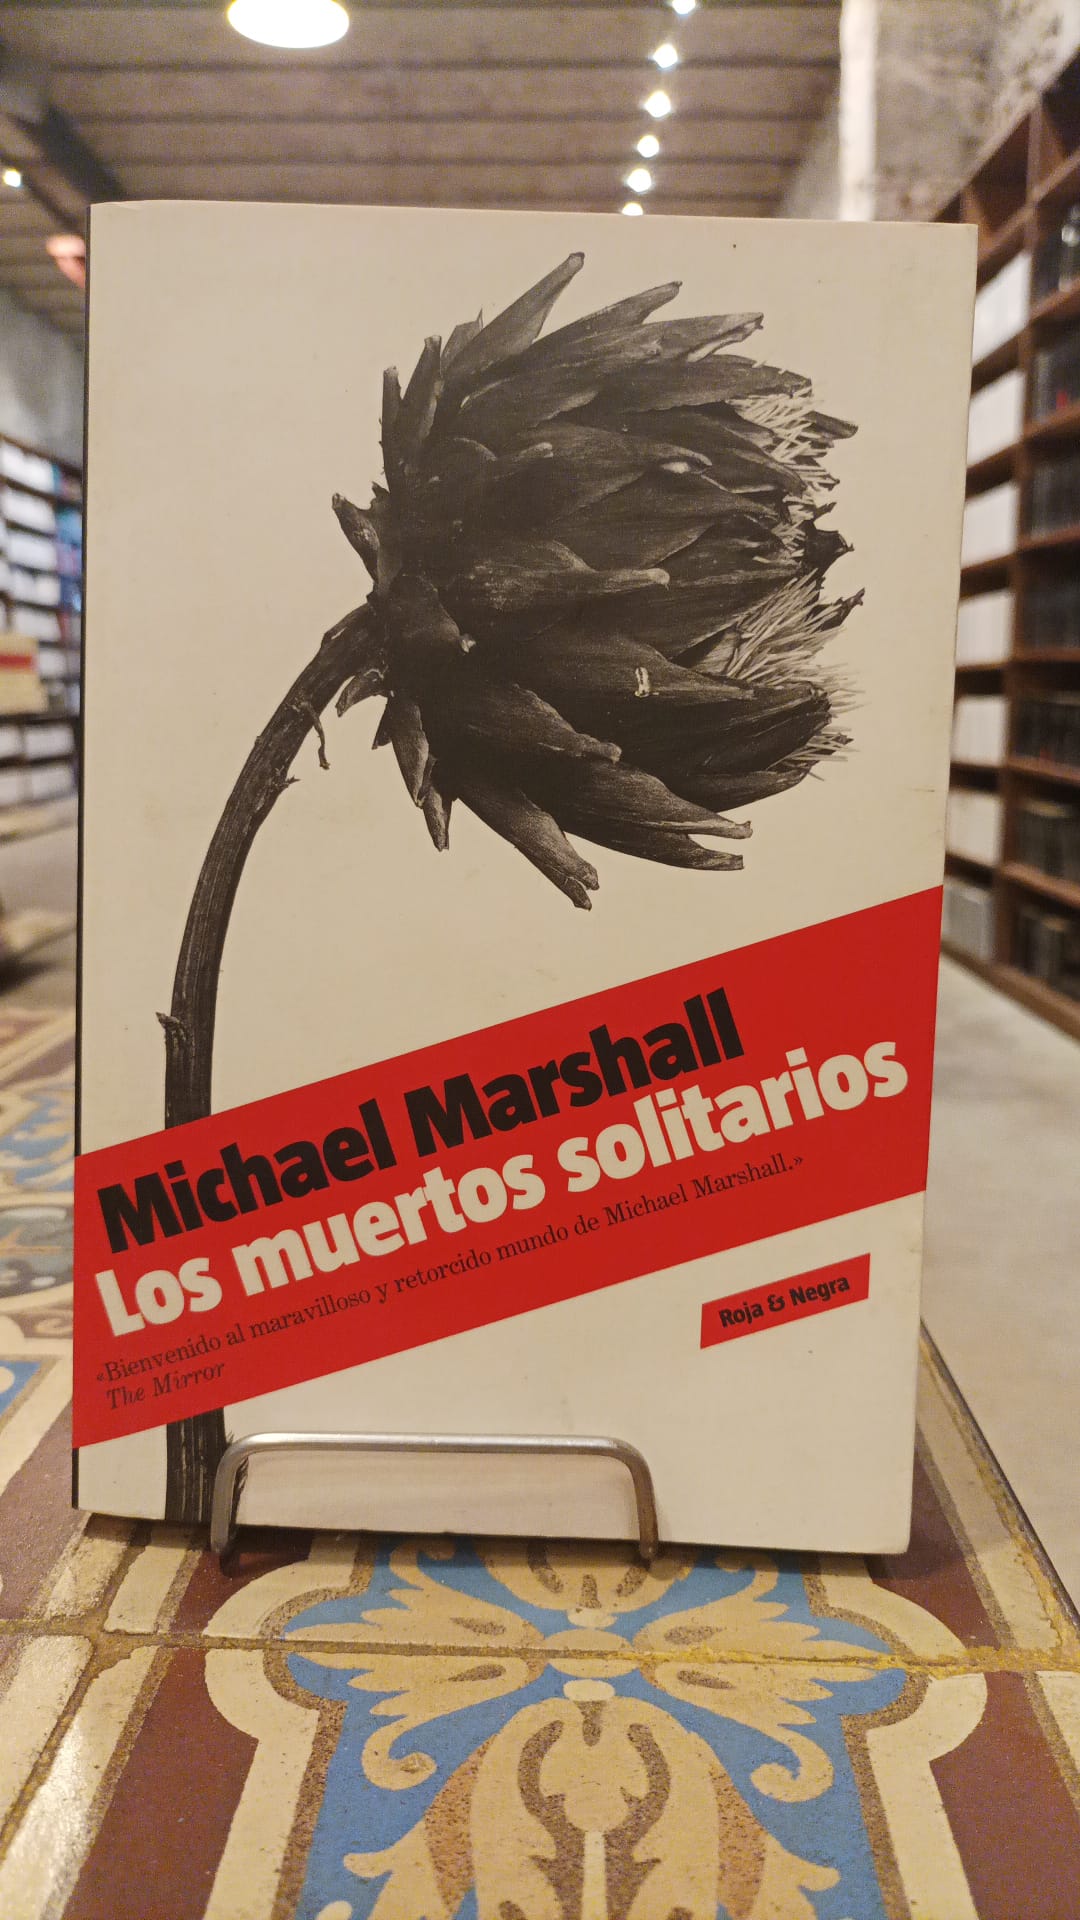 Michael Marshall
Los muertos solitarios
«Bienvenido al maravilloso y retorcido mundo de Michael Marshall.»
The Mirror
Roja & Negra